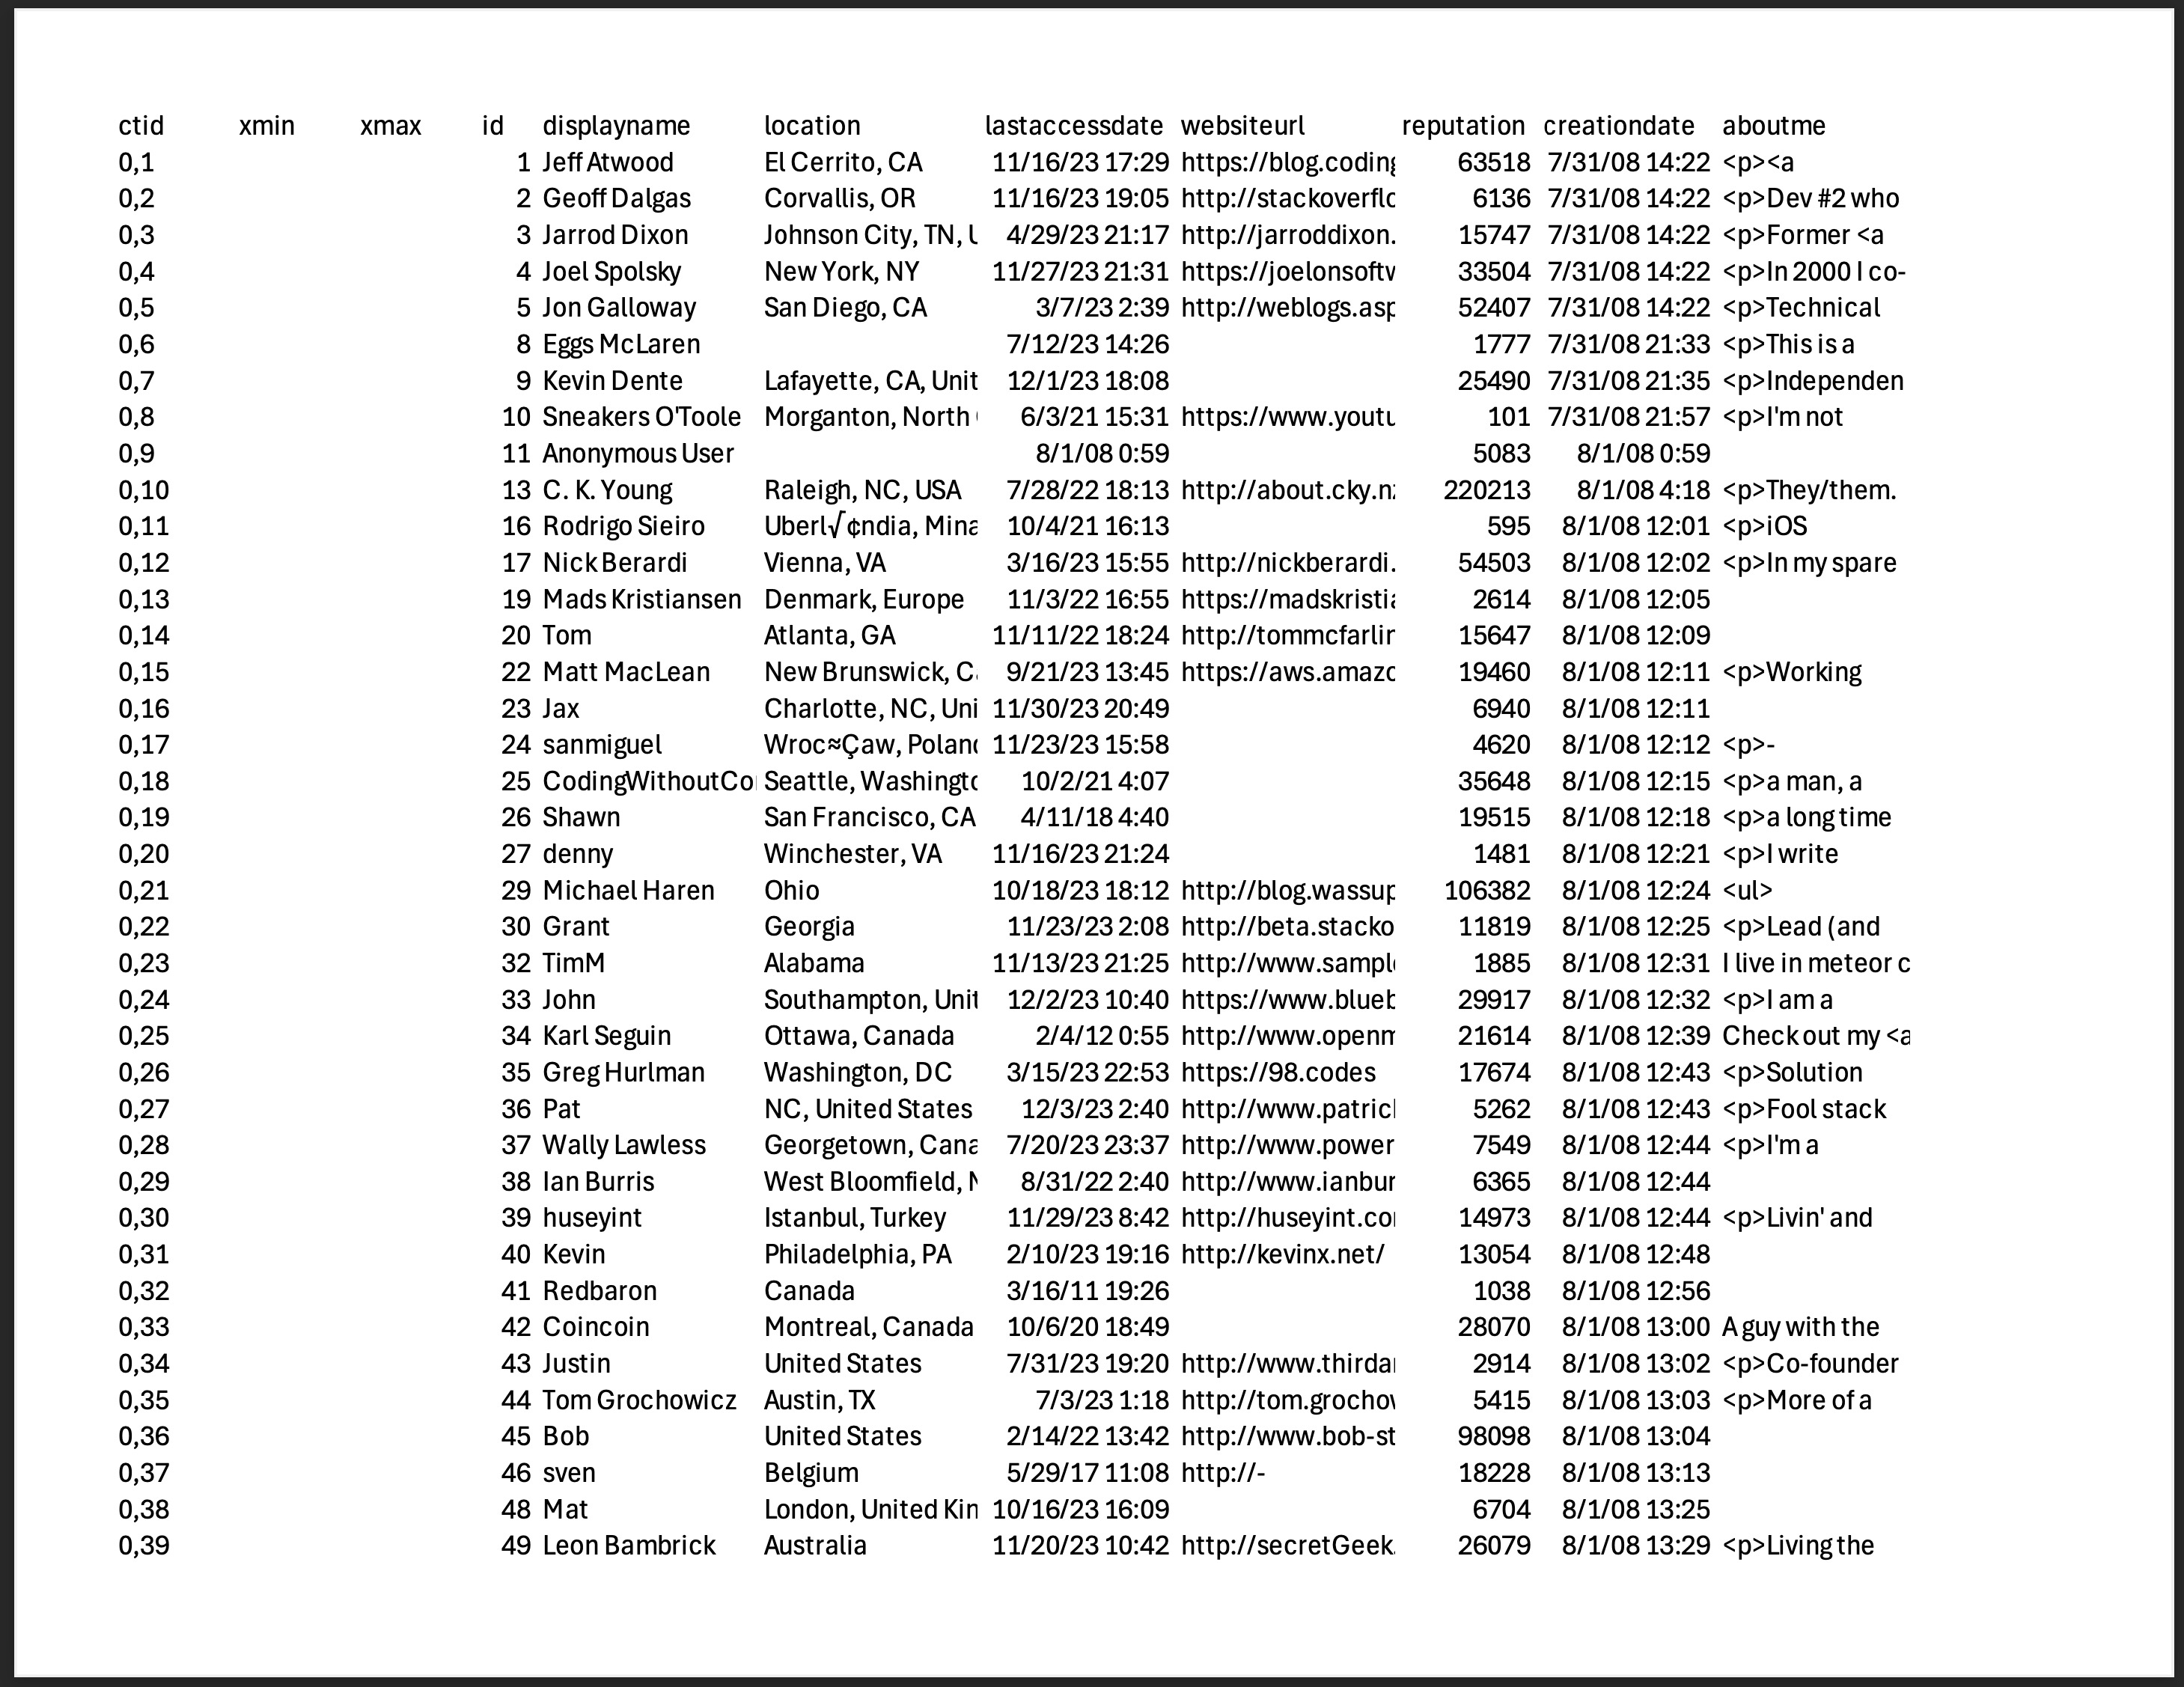 ctid xmin xmax id displayname location lastaccessdate websiteurl reputation creationdate aboutme
0,1 1 Jeff Atwood El Cerrito, CA 11/16/23 17:29 https://blog.coding 63518 7/31/08 14:22 <p><a
0,2 2 Geoff Dalgas Corvallis, OR 11/16/23 19:05 http://stackoverflo 6136 7/31/08 14:22 <p>Dev #2 who
0,3 3 Jarrod Dixon Johnson City, TN, U 4/29/23 21:17 http://jarroddixon. 15747 7/31/08 14:22 <p>Former <a
0,4 4 Joel Spolsky New York, NY 11/27/23 21:31 https://joelonsoftw 33504 7/31/08 14:22 <p>In 2000 I co-
0,5 5 Jon Galloway San Diego, CA 3/7/23 2:39 http://weblogs.asp 52407 7/31/08 14:22 <p>Technical
0,6 8 Eggs McLaren 7/12/23 14:26 1777 7/31/08 21:33 <p>This is a
0,7 9 Kevin Dente Lafayette, CA, Unit 12/1/23 18:08 25490 7/31/08 21:35 <p>Independen
0,8 10 Sneakers O'Toole Morganton, North 6/3/21 15:31 https://www.youtu 101 7/31/08 21:57 <p>I'm not
0,9 11 Anonymous User 8/1/08 0:59 5083 8/1/08 0:59
0,10 13 C. K. Young Raleigh, NC, USA 7/28/22 18:13 http://about.cky.nz 220213 8/1/08 4:18 <p>They/them.
0,11 16 Rodrigo Sieiro Uberl√¢ndia, Mina 10/4/21 16:13 595 8/1/08 12:01 <p>iOS
0,12 17 Nick Berardi Vienna, VA 3/16/23 15:55 http://nickberardi. 54503 8/1/08 12:02 <p>In my spare
0,13 19 Mads Kristiansen Denmark, Europe 11/3/22 16:55 https://madskristia 2614 8/1/08 12:05
0,14 20 Tom Atlanta, GA 11/11/22 18:24 http://tommcfarlin 15647 8/1/08 12:09
0,15 22 Matt MacLean New Brunswick, Ca 9/21/23 13:45 https://aws.amazo 19460 8/1/08 12:11 <p>Working
0,16 23 Jax Charlotte, NC, Uni 11/30/23 20:49 6940 8/1/08 12:11
0,17 24 sanmiguel Wroc≈Çaw, Poland 11/23/23 15:58 4620 8/1/08 12:12 <p>-
0,18 25 CodingWithoutCo Seattle, Washingto 10/2/21 4:07 35648 8/1/08 12:15 <p>a man, a
0,19 26 Shawn San Francisco, CA 4/11/18 4:40 19515 8/1/08 12:18 <p>a long time
0,20 27 denny Winchester, VA 11/16/23 21:24 1481 8/1/08 12:21 <p>I write
0,21 29 Michael Haren Ohio 10/18/23 18:12 http://blog.wassup 106382 8/1/08 12:24 <ul>
0,22 30 Grant Georgia 11/23/23 2:08 http://beta.stacko 11819 8/1/08 12:25 <p>Lead (and
0,23 32 TimM Alabama 11/13/23 21:25 http://www.sample 1885 8/1/08 12:31 I live in meteor c
0,24 33 John Southampton, Unit 12/2/23 10:40 https://www.blueb 29917 8/1/08 12:32 <p>I am a
0,25 34 Karl Seguin Ottawa, Canada 2/4/12 0:55 http://www.openm 21614 8/1/08 12:39 Check out my <a
0,26 35 Greg Hurlman Washington, DC 3/15/23 22:53 https://98.codes 17674 8/1/08 12:43 <p>Solution
0,27 36 Pat NC, United States 12/3/23 2:40 http://www.patric 5262 8/1/08 12:43 <p>Fool stack
0,28 37 Wally Lawless Georgetown, Cana 7/20/23 23:37 http://www.power 7549 8/1/08 12:44 <p>I'm a
0,29 38 Ian Burris West Bloomfield, M 8/31/22 2:40 http://www.ianbur 6365 8/1/08 12:44
0,30 39 huseyint Istanbul, Turkey 11/29/23 8:42 http://huseyint.co 14973 8/1/08 12:44 <p>Livin' and
0,31 40 Kevin Philadelphia, PA 2/10/23 19:16 http://kevinx.net/ 13054 8/1/08 12:48
0,32 41 Redbaron Canada 3/16/11 19:26 1038 8/1/08 12:56
0,33 42 Coincoin Montreal, Canada 10/6/20 18:49 28070 8/1/08 13:00 A guy with the
0,34 43 Justin United States 7/31/23 19:20 http://www.thirda 2914 8/1/08 13:02 <p>Co-founder
0,35 44 Tom Grochowicz Austin, TX 7/3/23 1:18 http://tom.grochow 5415 8/1/08 13:03 <p>More of a
0,36 45 Bob United States 2/14/22 13:42 http://www.bob-st 98098 8/1/08 13:04
0,37 46 sven Belgium 5/29/17 11:08 http://- 18228 8/1/08 13:13
0,38 48 Mat London, United Kin 10/16/23 16:09 6704 8/1/08 13:25
0,39 49 Leon Bambrick Australia 11/20/23 10:42 http://secretGeek. 26079 8/1/08 13:29 <p>Living the